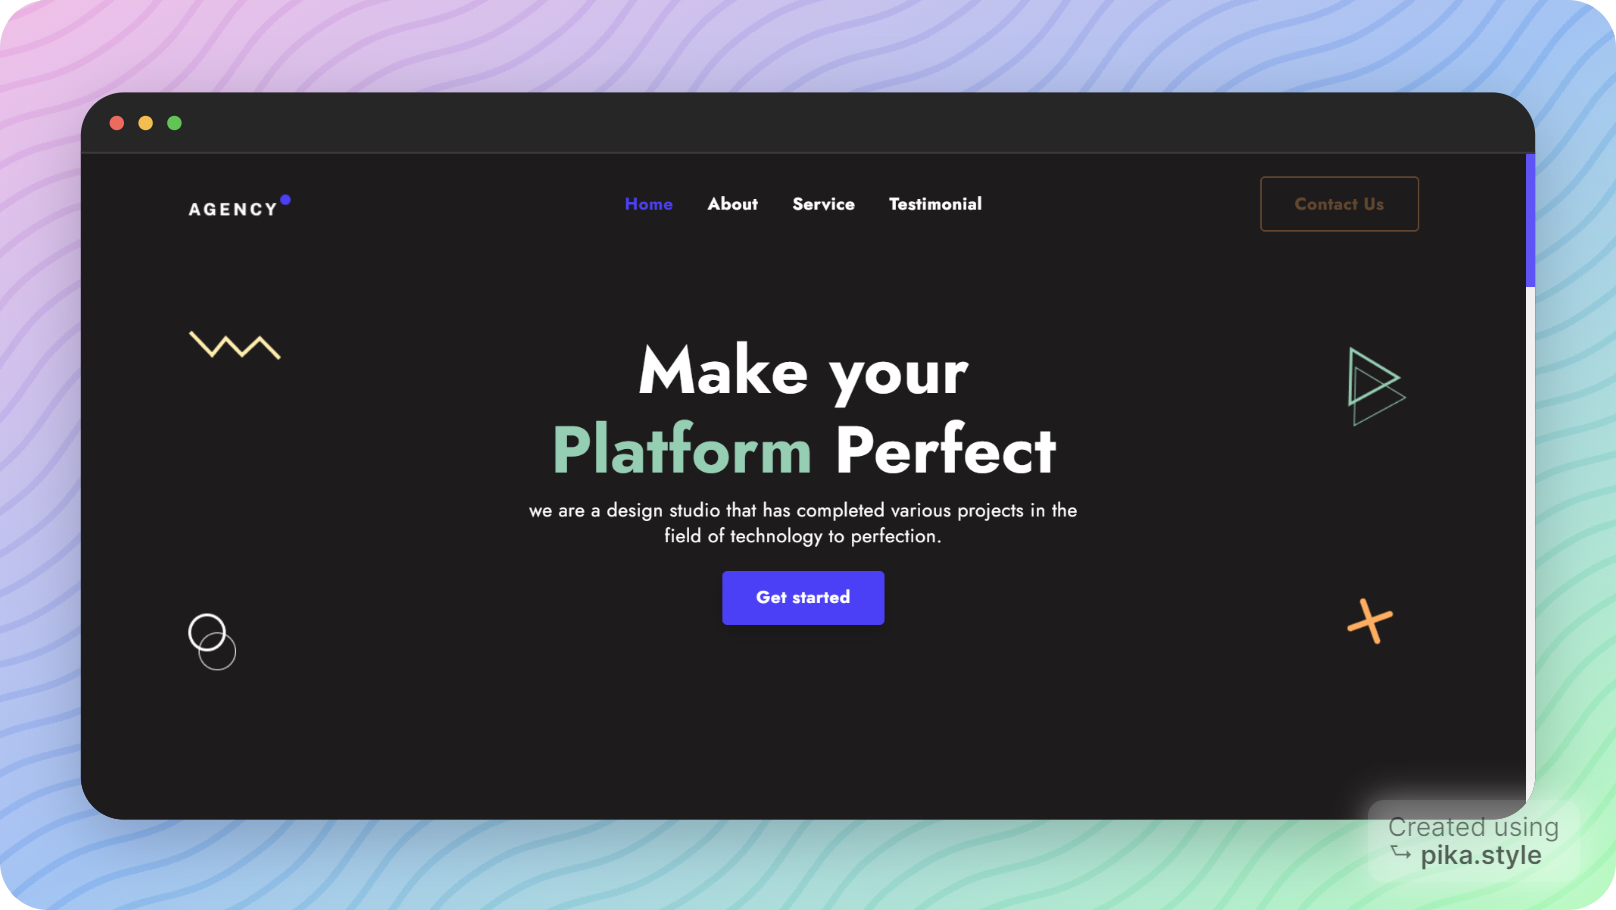 AGENCY
Home About Service Testimonial
Contact Us
Make your
Platform Perfect
we are a design studio that has completed various projects in the
field of technology to perfection.
Get started
Created using
pika.style